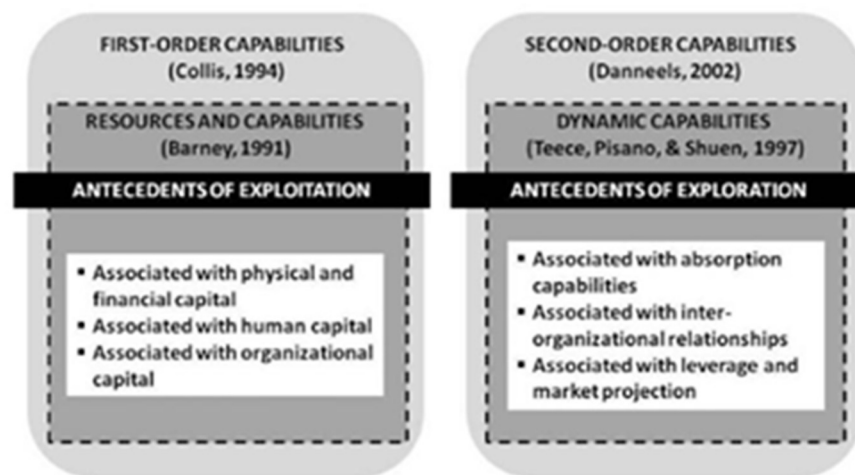 FIRST-ORDER CAPABILITIES
(Collis, 1994)
RESOURCES AND CAPABILITIES
(Barney, 1991)
ANTECEDENTS OF EXPLOITATION
▪ Associated with physical and
financial capital
▪ Associated with human capital
▪ Associated with organizational
capital
SECOND-ORDER CAPABILITIES
(Danneels, 2002)
DYNAMIC CAPABILITIES
(Teece, Pisano, & Shuen, 1997)
ANTECEDENTS OF EXPLORATION
▪ Associated with absorption
capabilities
▪ Associated with inter-
organizational relationships
▪ Associated with leverage and
market projection